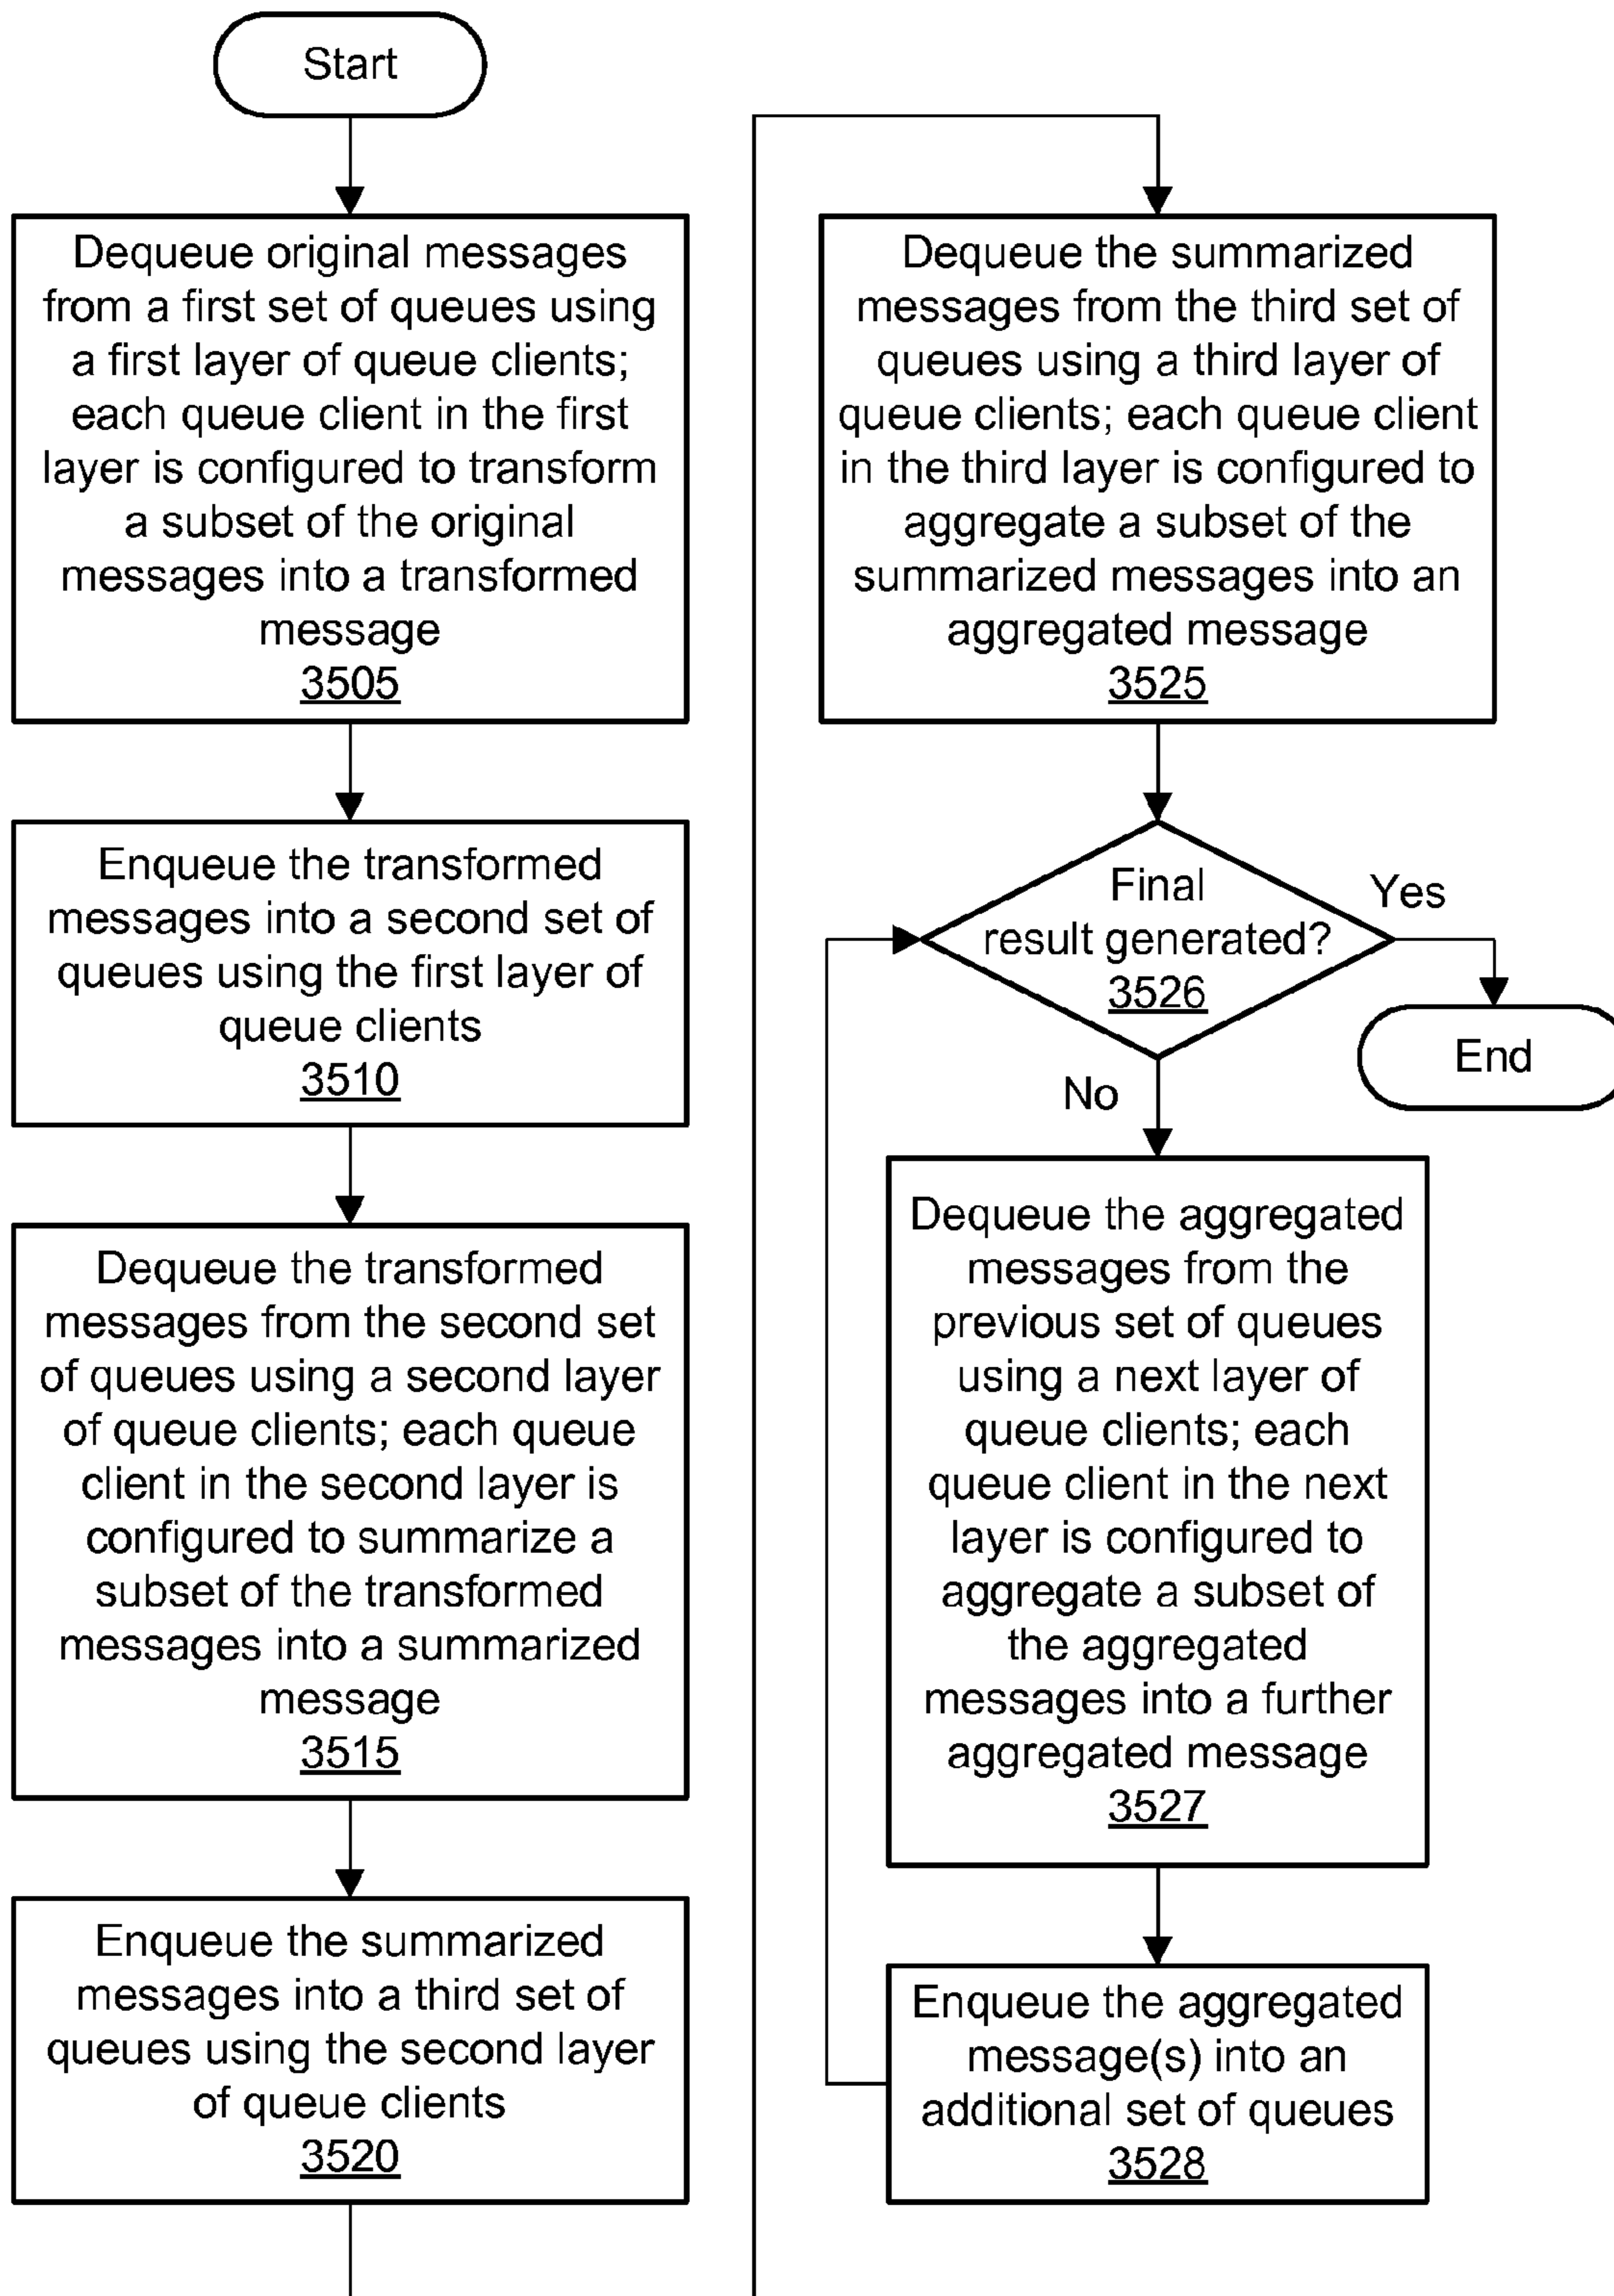 Start
Dequeue original messages
from a first set of queues using
a first layer of queue clients;
each queue client in the first
layer is configured to transform
a subset of the original
messages into a transformed
message
3505
Enqueue the transformed
messages into a second set of
queues using the first layer of
queue clients
3510
Dequeue the transformed
messages from the second set
of queues using a second layer
of queue clients; each queue
client in the second layer is
configured to summarize a
subset of the transformed
messages into a summarized
message
3515
Enqueue the summarized
messages into a third set of
queues using the second layer
of queue clients
3520
Dequeue the summarized
messages from the third set of
queues using a third layer of
queue clients; each queue client
in the third layer is configured to
aggregate a subset of the
summarized messages into an
aggregated message
3525
Final
result generated?
3526
Yes
End
No
Dequeue the aggregated
messages from the
previous set of queues
using a next layer of
queue clients; each
queue client in the next
layer is configured to
aggregate a subset of
the aggregated
messages into a further
aggregated message
3527
Enqueue the aggregated
message(s) into an
additional set of queues
3528